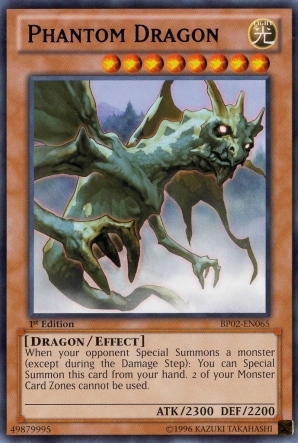 PHANTOM DRAGON
LIGHT
光
1st Edition
BP02-EN065
[DRAGON/EFFECT]
When your opponent Special Summons a monster
(except during the Damage Step): You can Special
Summon this card from your hand. 2 of your Monster
Card Zones cannot be used.
ATK/2300 DEF/2200
49879995
©1996 KAZUKI TAKAHASHI